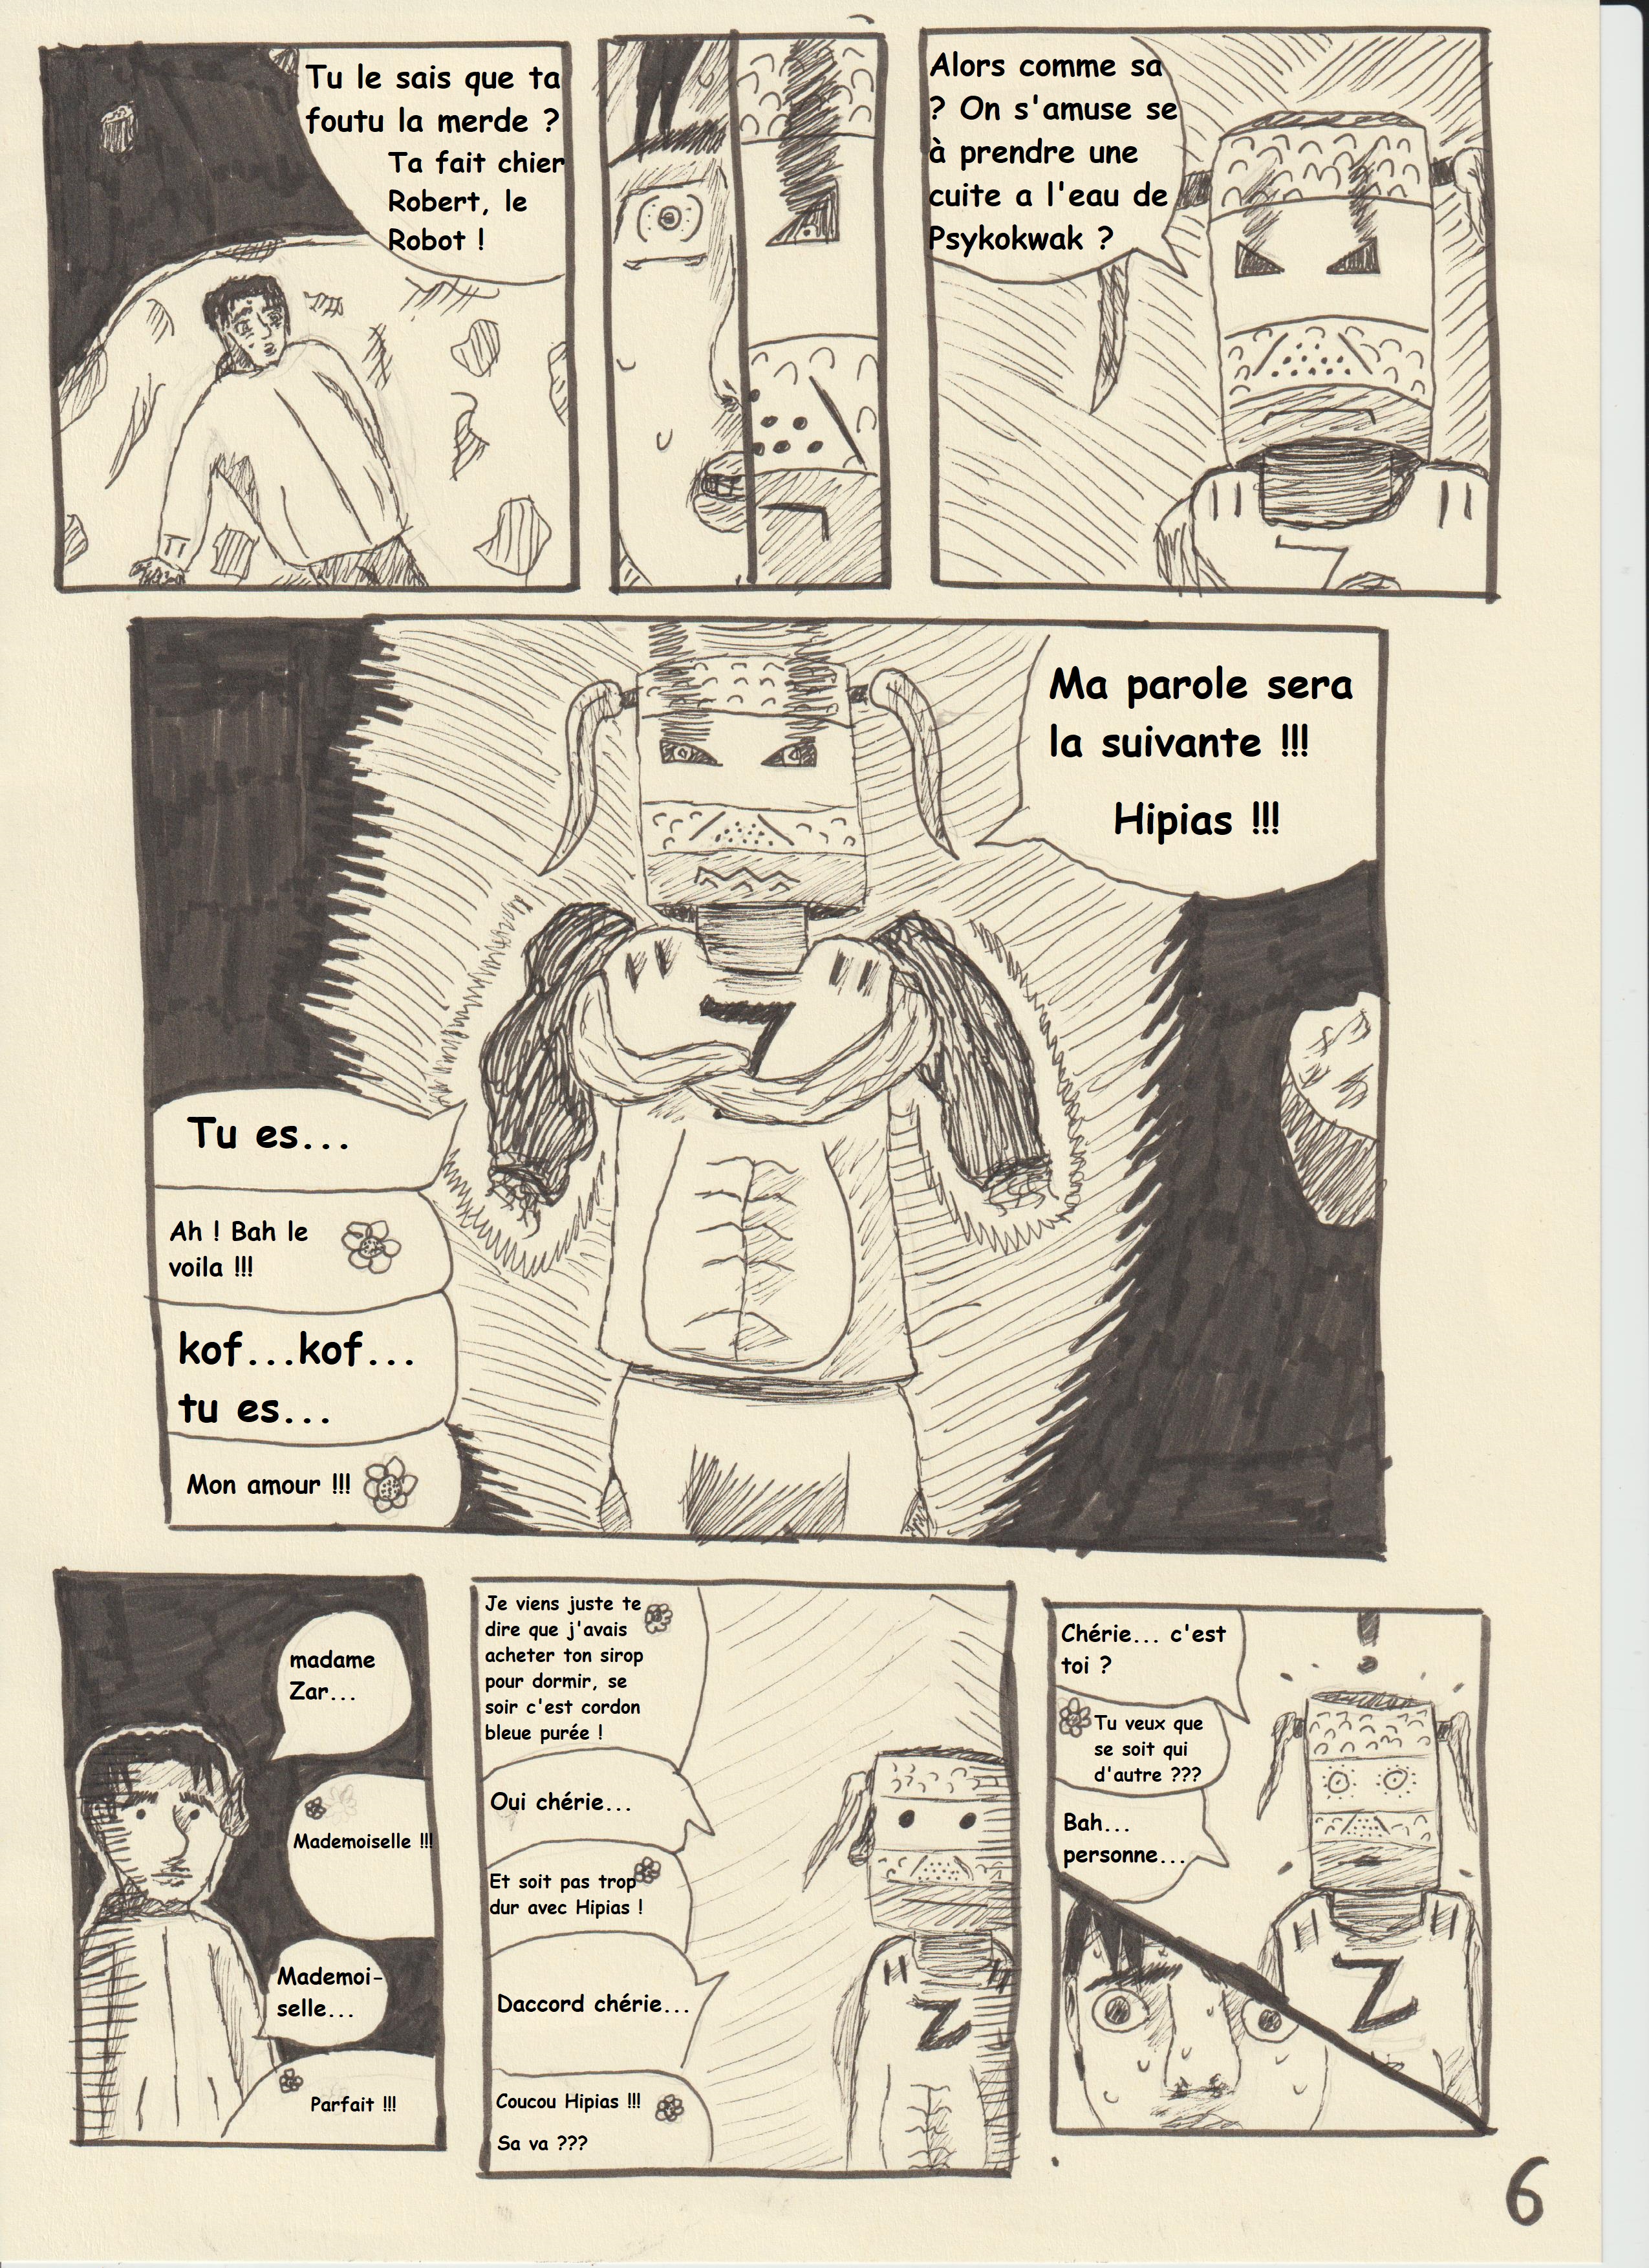 Alors comme sa
? On s'amuse se
à prendre une
cuite a l'eau de
Psykokwak ?
Tu le sais que ta
foutu la merde ?
Ta fait chier
Robert, le
Robot !
Ma parole sera
la suivante !!!
Hipias !!!
Tu es...
Ah ! Bah le
voila !!!
kof...kof...
tu es...
Mon amour !!!
Chérie... c'est
toi ?
Tu veux que
se soit qui
d'autre ???
Bah...
personne...
Z
Je viens juste te
dire que j'avais
acheter ton sirop
pour dormir, se
soir c'est cordon
bleue purée !
Oui chérie...
Et soit pas trop
dur avec Hipias !
Daccord chérie...
Z
Coucou Hipias !!!
Sa va ???
madame
Zar...
Mademoiselle !!!
Mademoi-
selle...
Parfait !!!
6